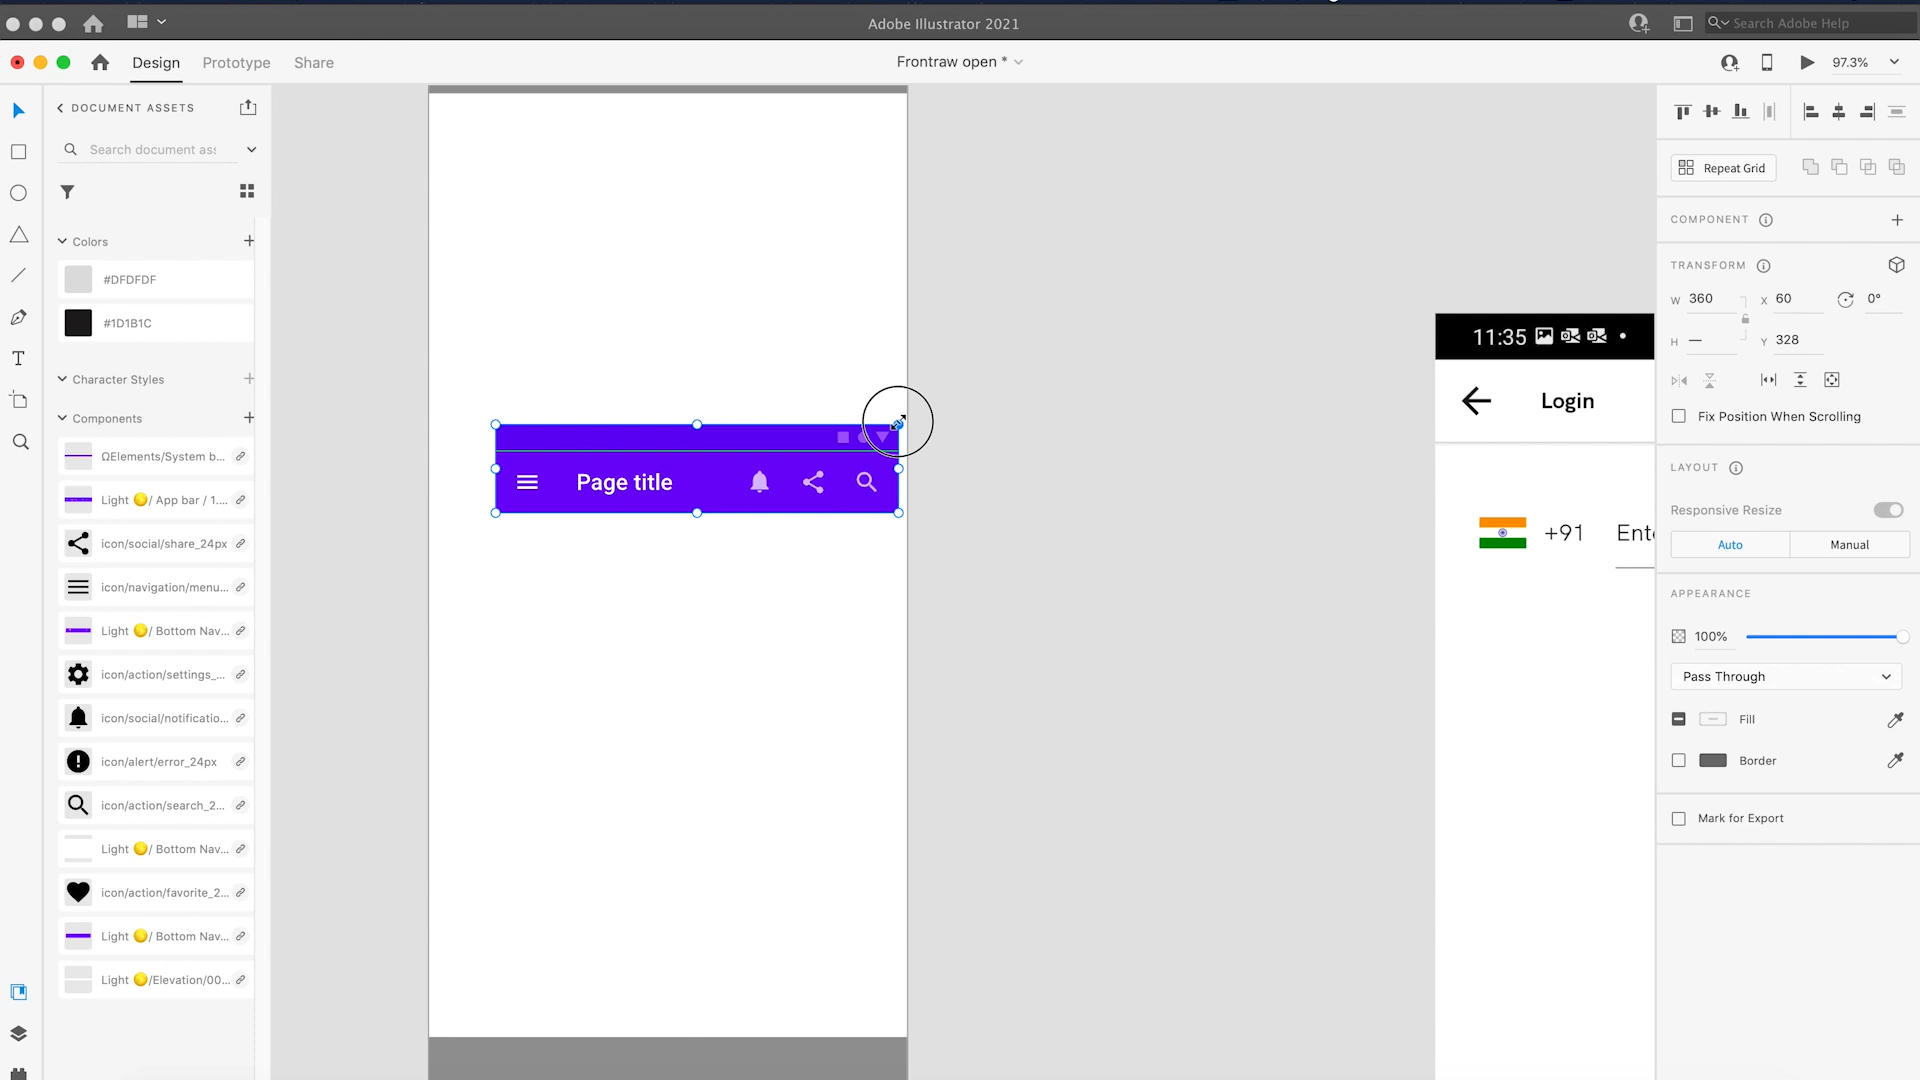 Adobe Illustrator 2021
Search Adobe Help
Design
Prototype
Share
Frontraw open *
97.3%
DOCUMENT ASSETS
Search document ass
Colors
#DFDFDF
#1D1B1C
Character Styles
Components
ΩElements/System b...
Light 🟡/ App bar / 1....
icon/social/share_24px
icon/navigation/menu...
Light 🟡/ Bottom Nav...
icon/action/settings_...
icon/social/notificatio...
icon/alert/error_24px
icon/action/search_2...
Light 🟡/ Bottom Nav...
icon/action/favorite_2...
Light 🟡/ Bottom Nav...
Light 🟡/Elevation/00...
Page title
11:35
Login
+91
Ente
Repeat Grid
COMPONENT
TRANSFORM
W 360
X 60
0°
H —
Y 328
Fix Position When Scrolling
LAYOUT
Responsive Resize
Auto
Manual
APPEARANCE
100%
Pass Through
Fill
Border
Mark for Export